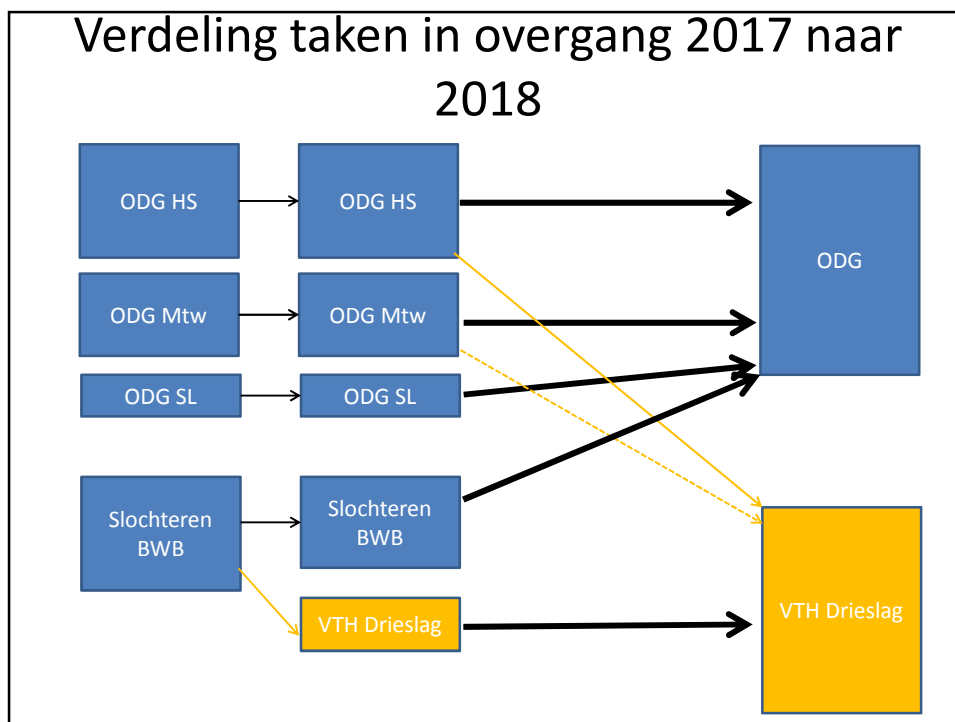 Verdeling taken in overgang 2017 naar
2018
ODG HS
ODG HS
ODG
ODG Mtw
ODG Mtw
ODG SL
ODG SL
Slochteren
BWB
Slochteren
BWB
VTH Drieslag
VTH Drieslag